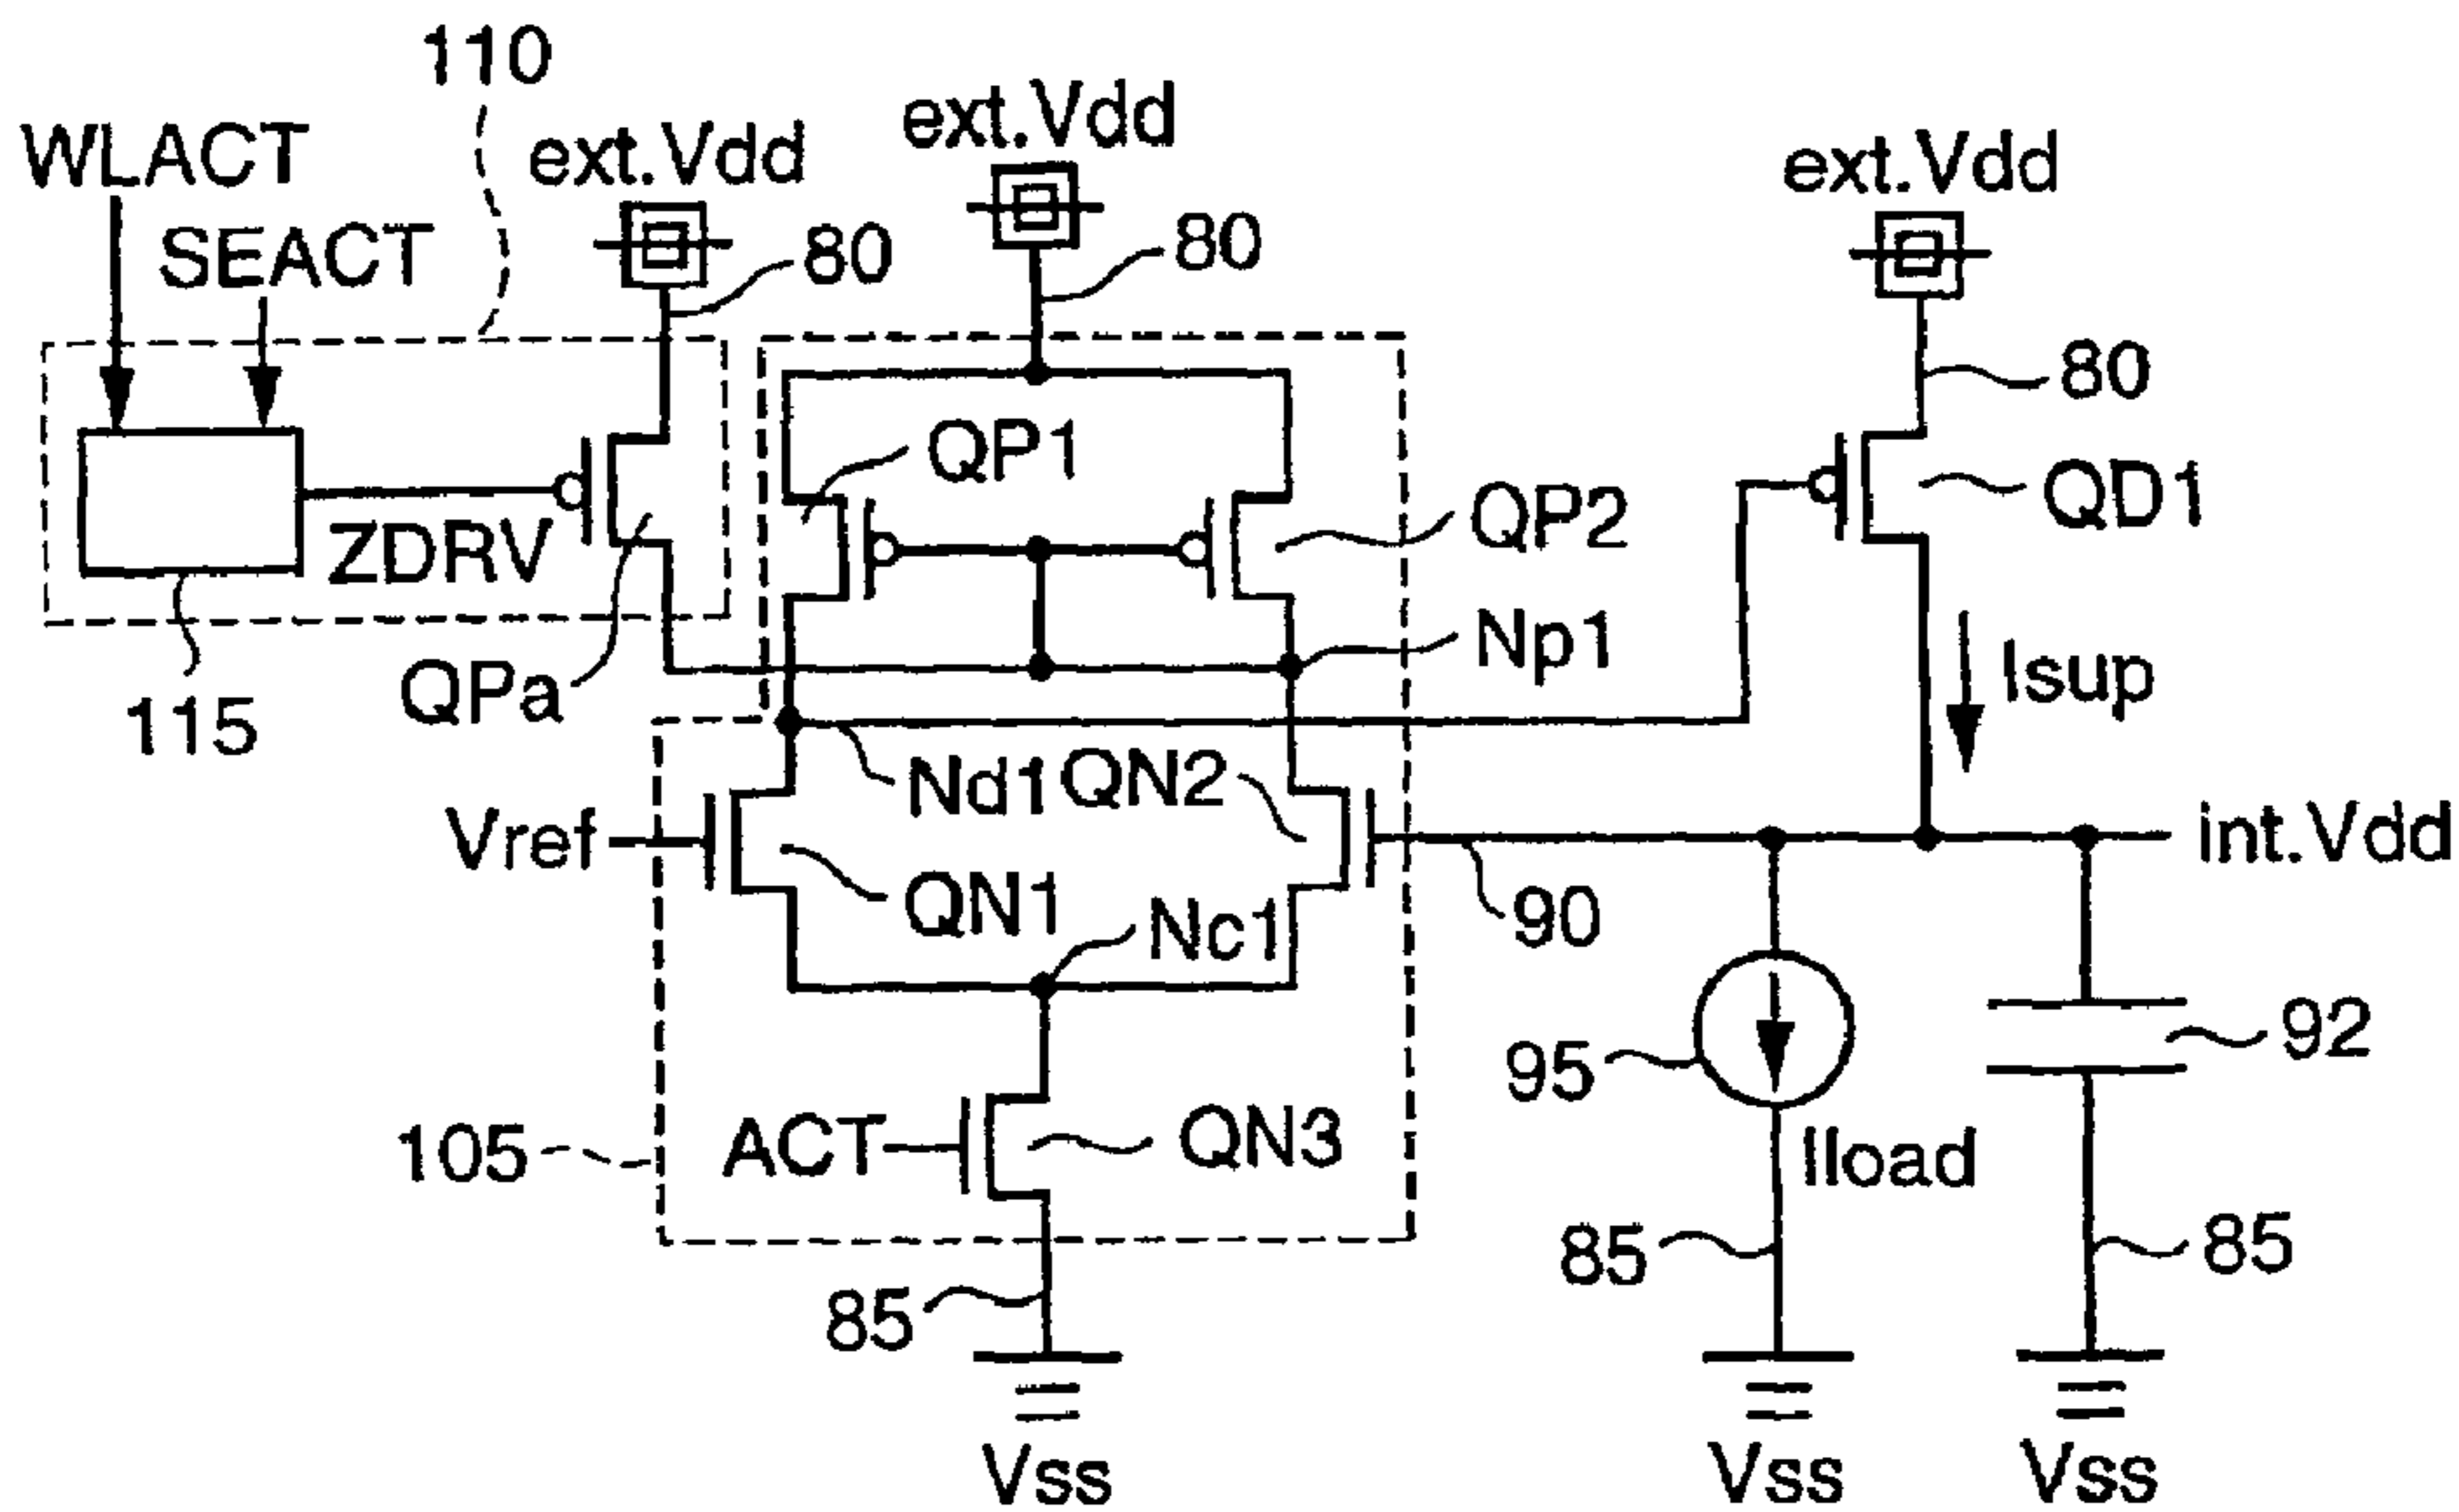 110
WLACT
ext.Vdd
ext.Vdd
ext.Vdd
SEACT
80
80
80
QP1
QP2
QD1
ZDRV
Np1
QPa
Isup
115
Nd1
QN2
Vref
int.Vdd
QN1
Nc1
90
95
92
105
ACT
QN3
Iload
85
85
85
Vss
Vss
Vss